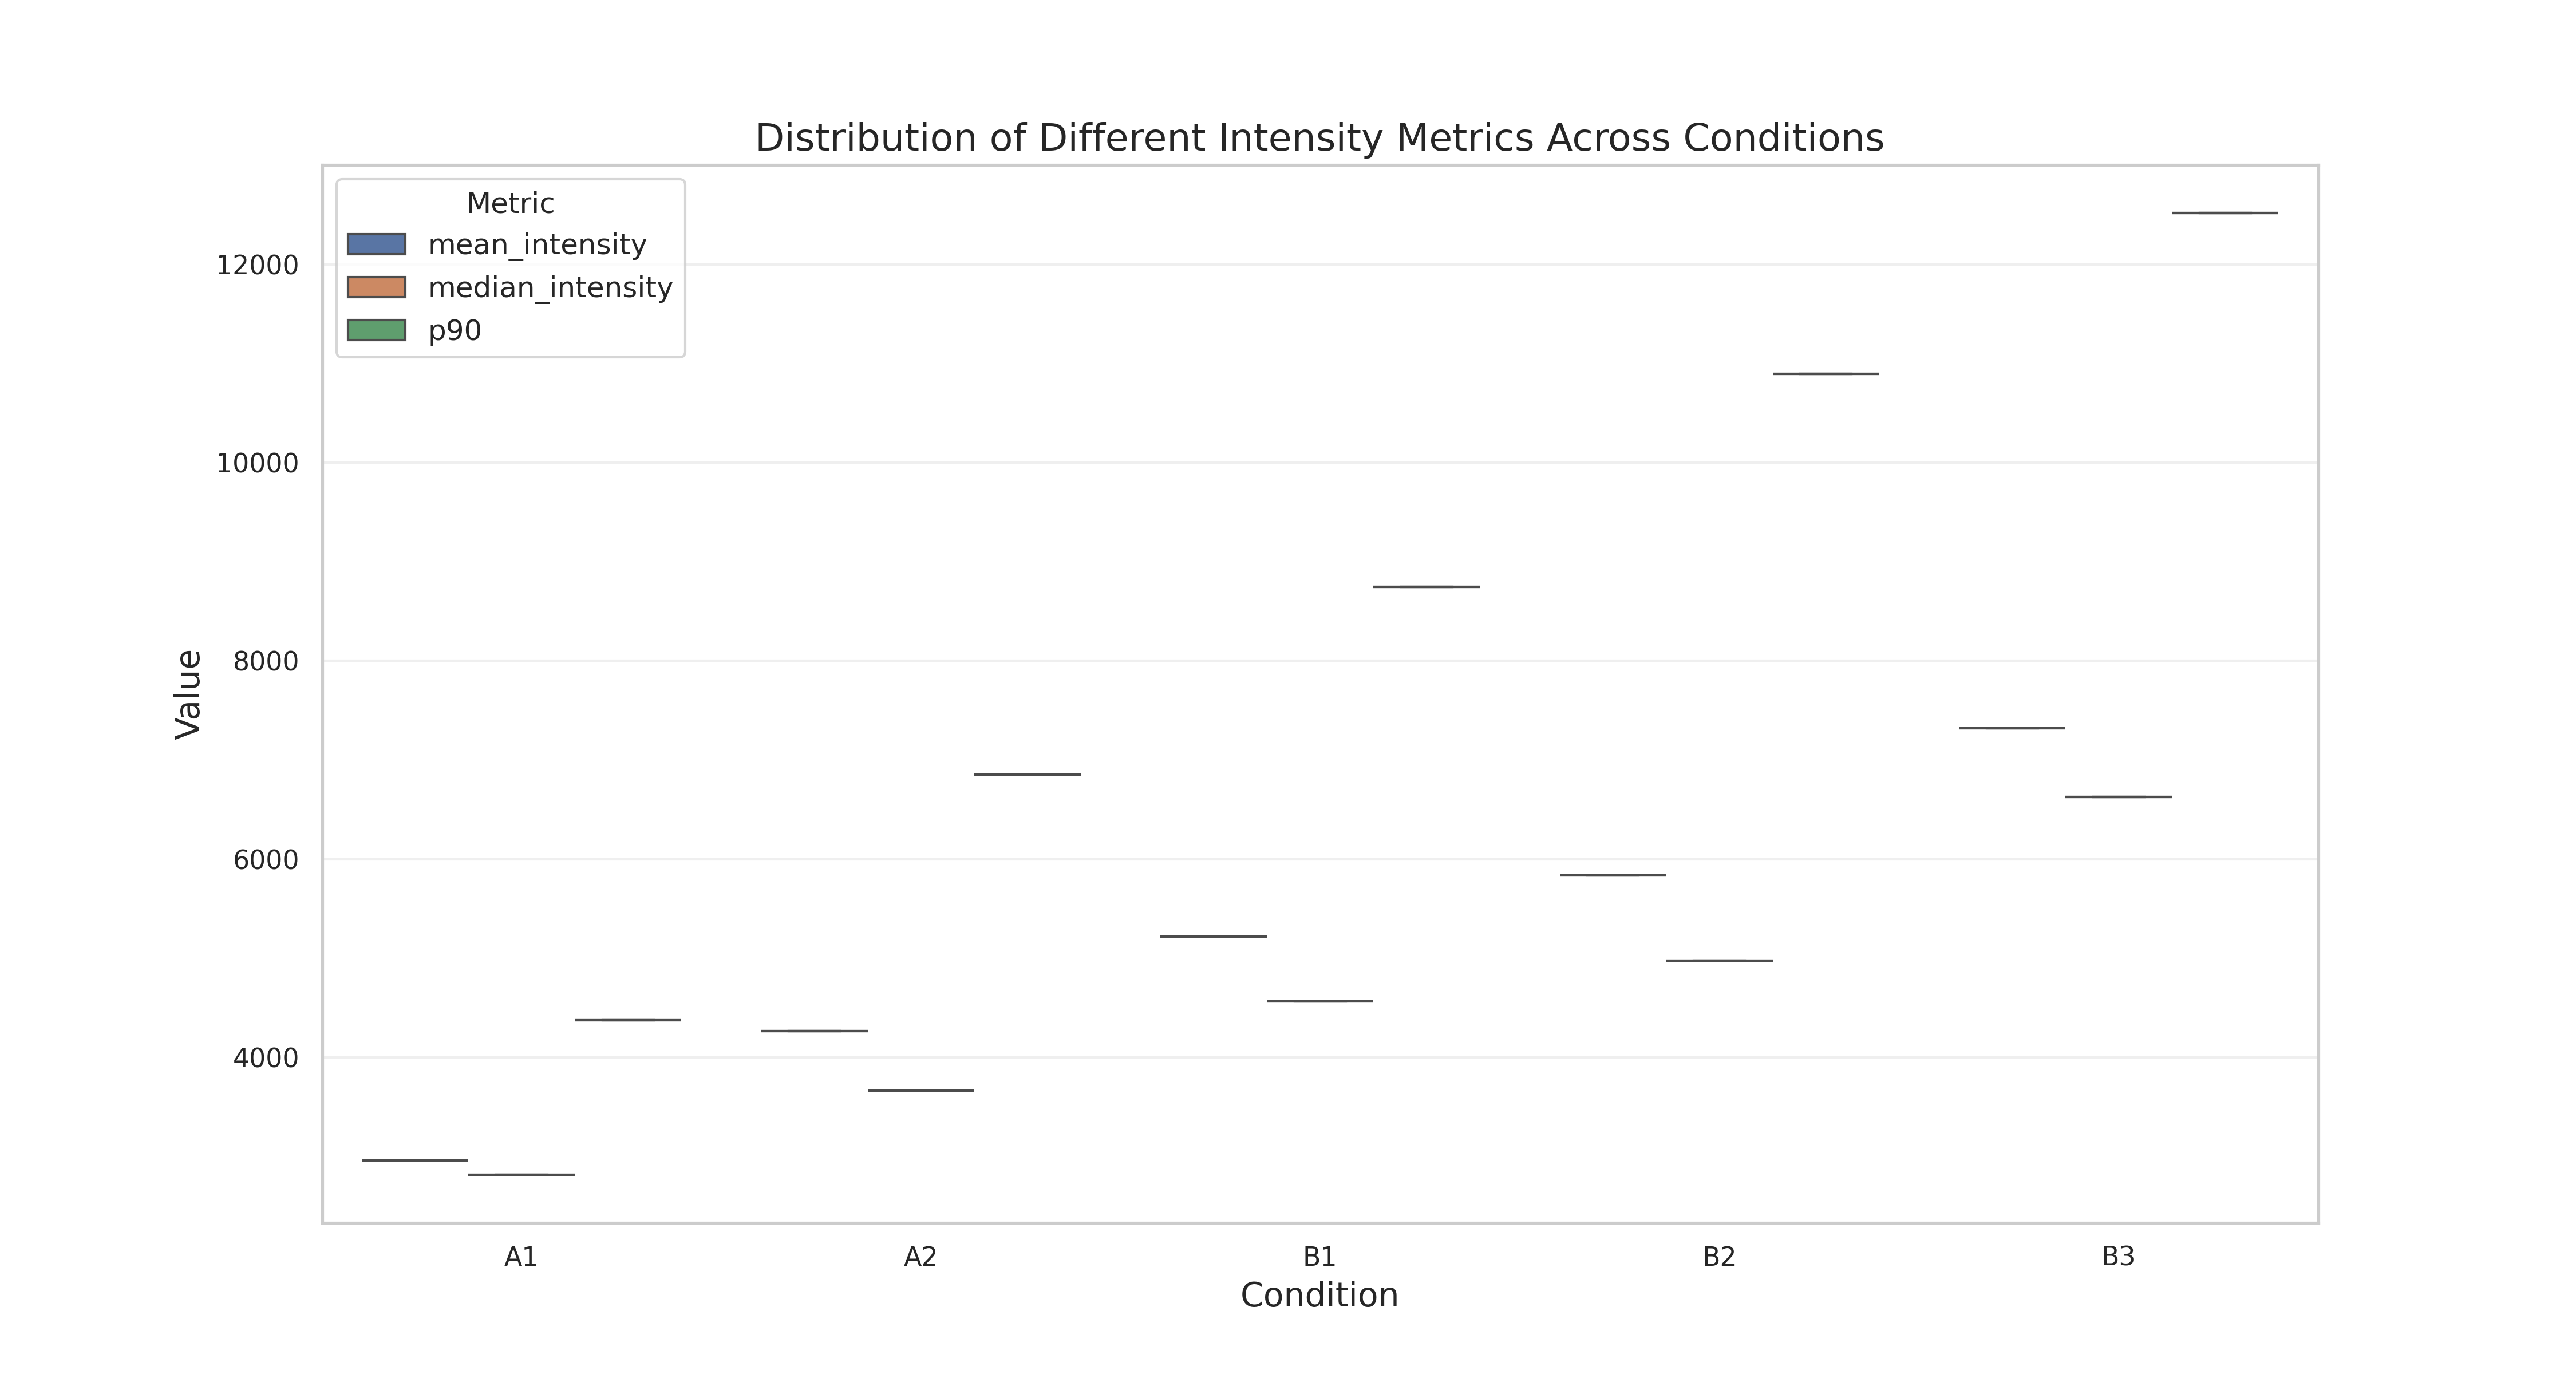 Distribution of Different Intensity Metrics Across Conditions
Metric
mean_intensity
median_intensity
p90
12000
10000
8000
6000
4000
Value
A1 A2 B1 B2 B3
Condition